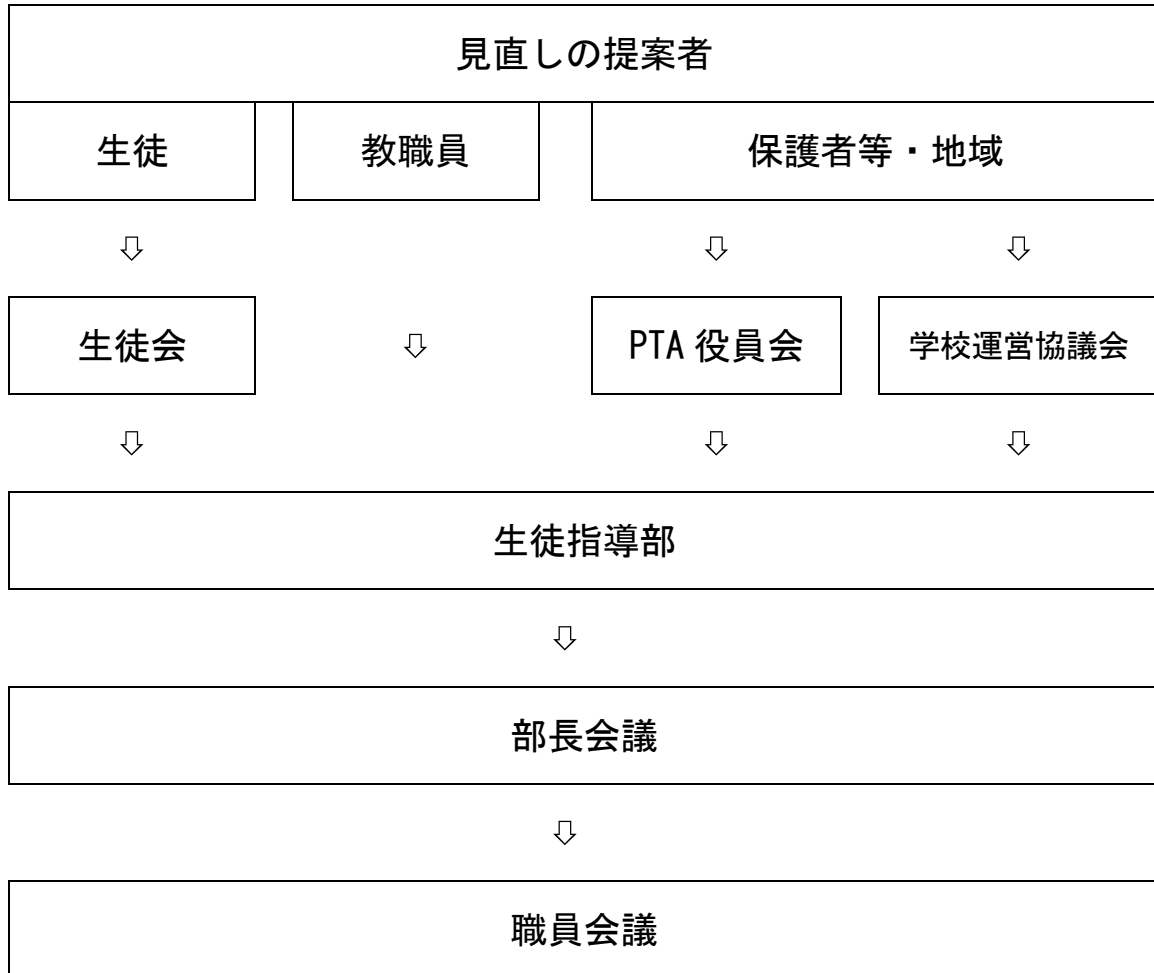 見直しの提案者
生徒
教職員
保護者等・地域
⇩
⇩
⇩
生徒会
⇩
PTA 役員会
学校運営協議会
⇩
⇩
⇩
生徒指導部
⇩
部長会議
⇩
職員会議